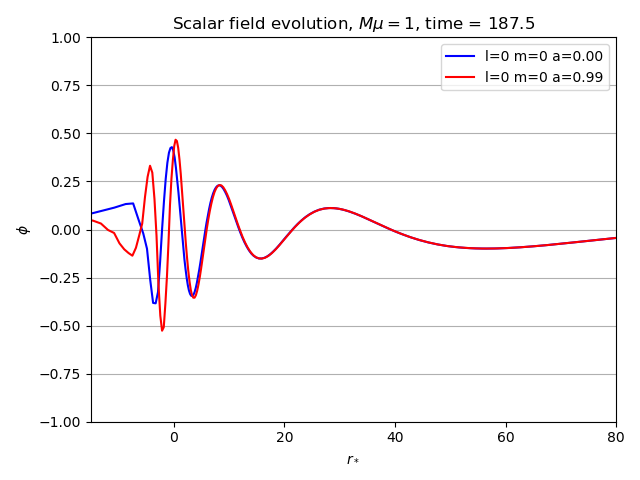 Scalar field evolution, Mμ = 1, time = 187.5
1.00
0.75
0.50
0.25
0.00
−0.25
−0.50
−0.75
−1.00
ϕ
l=0 m=0 a=0.00
l=0 m=0 a=0.99
0 20 40 60 80
r*